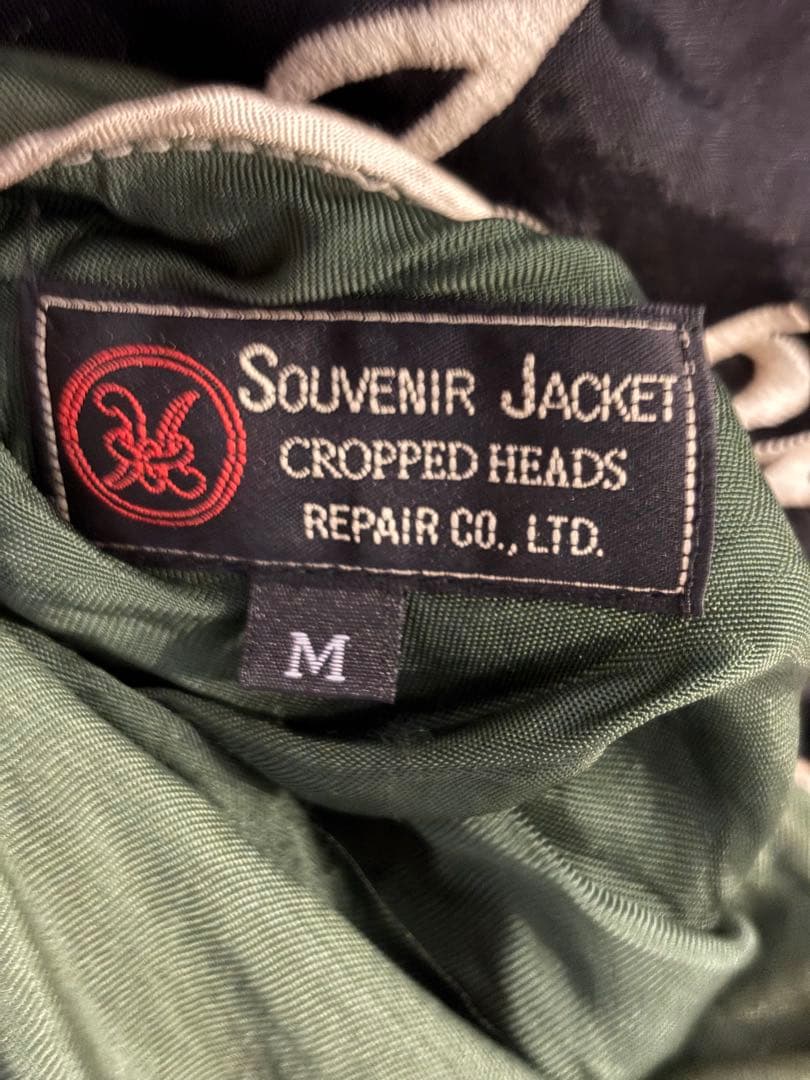 SOUVENIR JACKET
CROPPED HEADS
REPAIR CO., LTD.
M